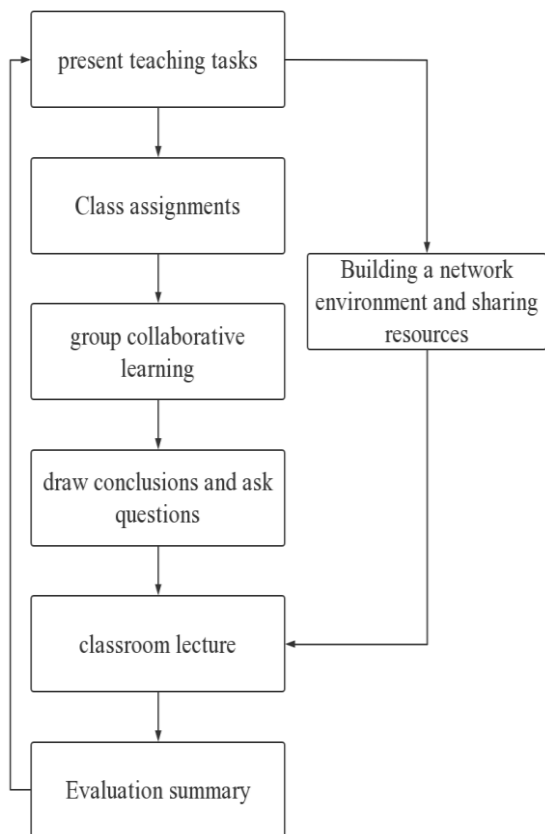 present teaching tasks
Class assignments
Building a network
environment and sharing
resources
group collaborative
learning
draw conclusions and ask
questions
classroom lecture
Evaluation summary